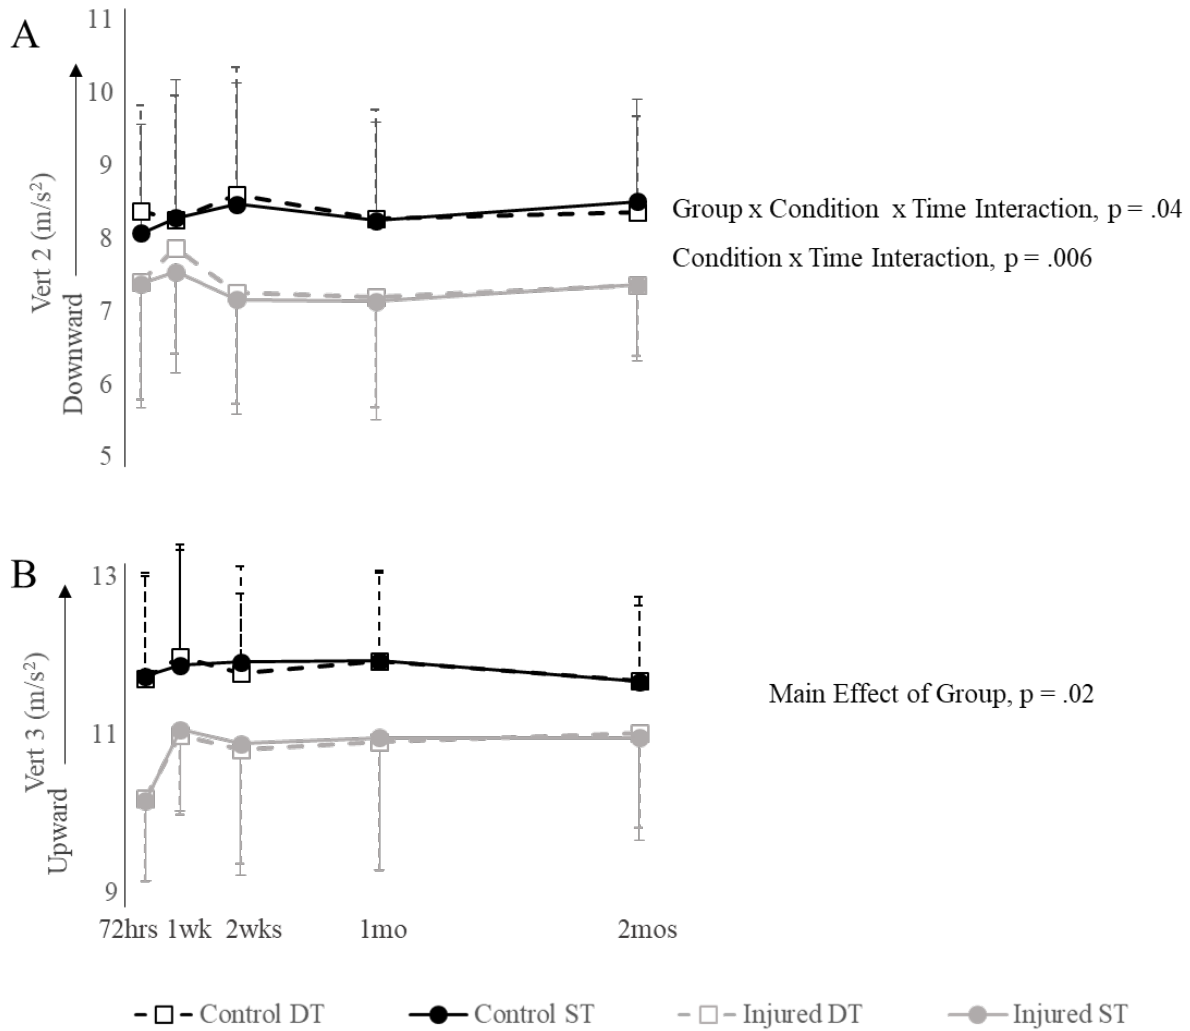 A
11
10
9
8
7
6
5
Vert 2 (m/s²)
Downward
Group x Condition x Time Interaction, p = .04
Condition x Time Interaction, p = .006
B
13
11
9
Vert 3 (m/s²)
Upward
Main Effect of Group, p = .02
72hrs 1wk 2wks 1mo 2mos
Control DT Control ST Injured DT Injured ST